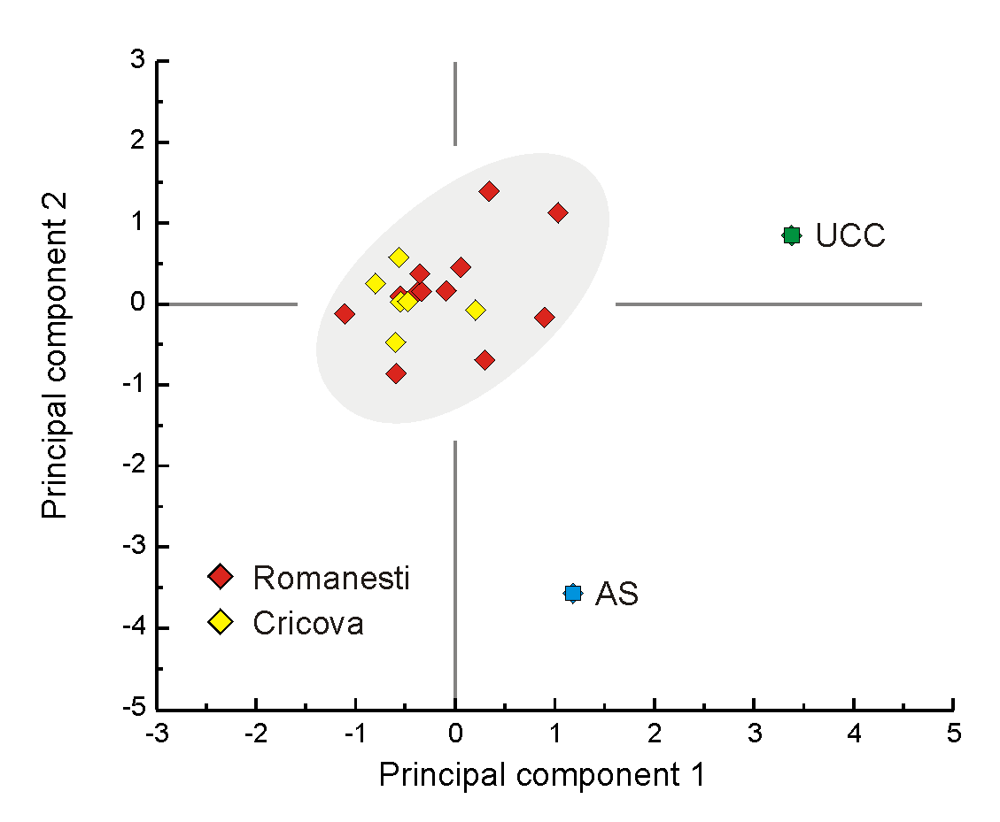 3
2
1
0
-1
-2
-3
-4
-5
Principal component 2
UCC
AS
Romanesti
Cricova
-3 -2 -1 0 1 2 3 4 5
Principal component 1